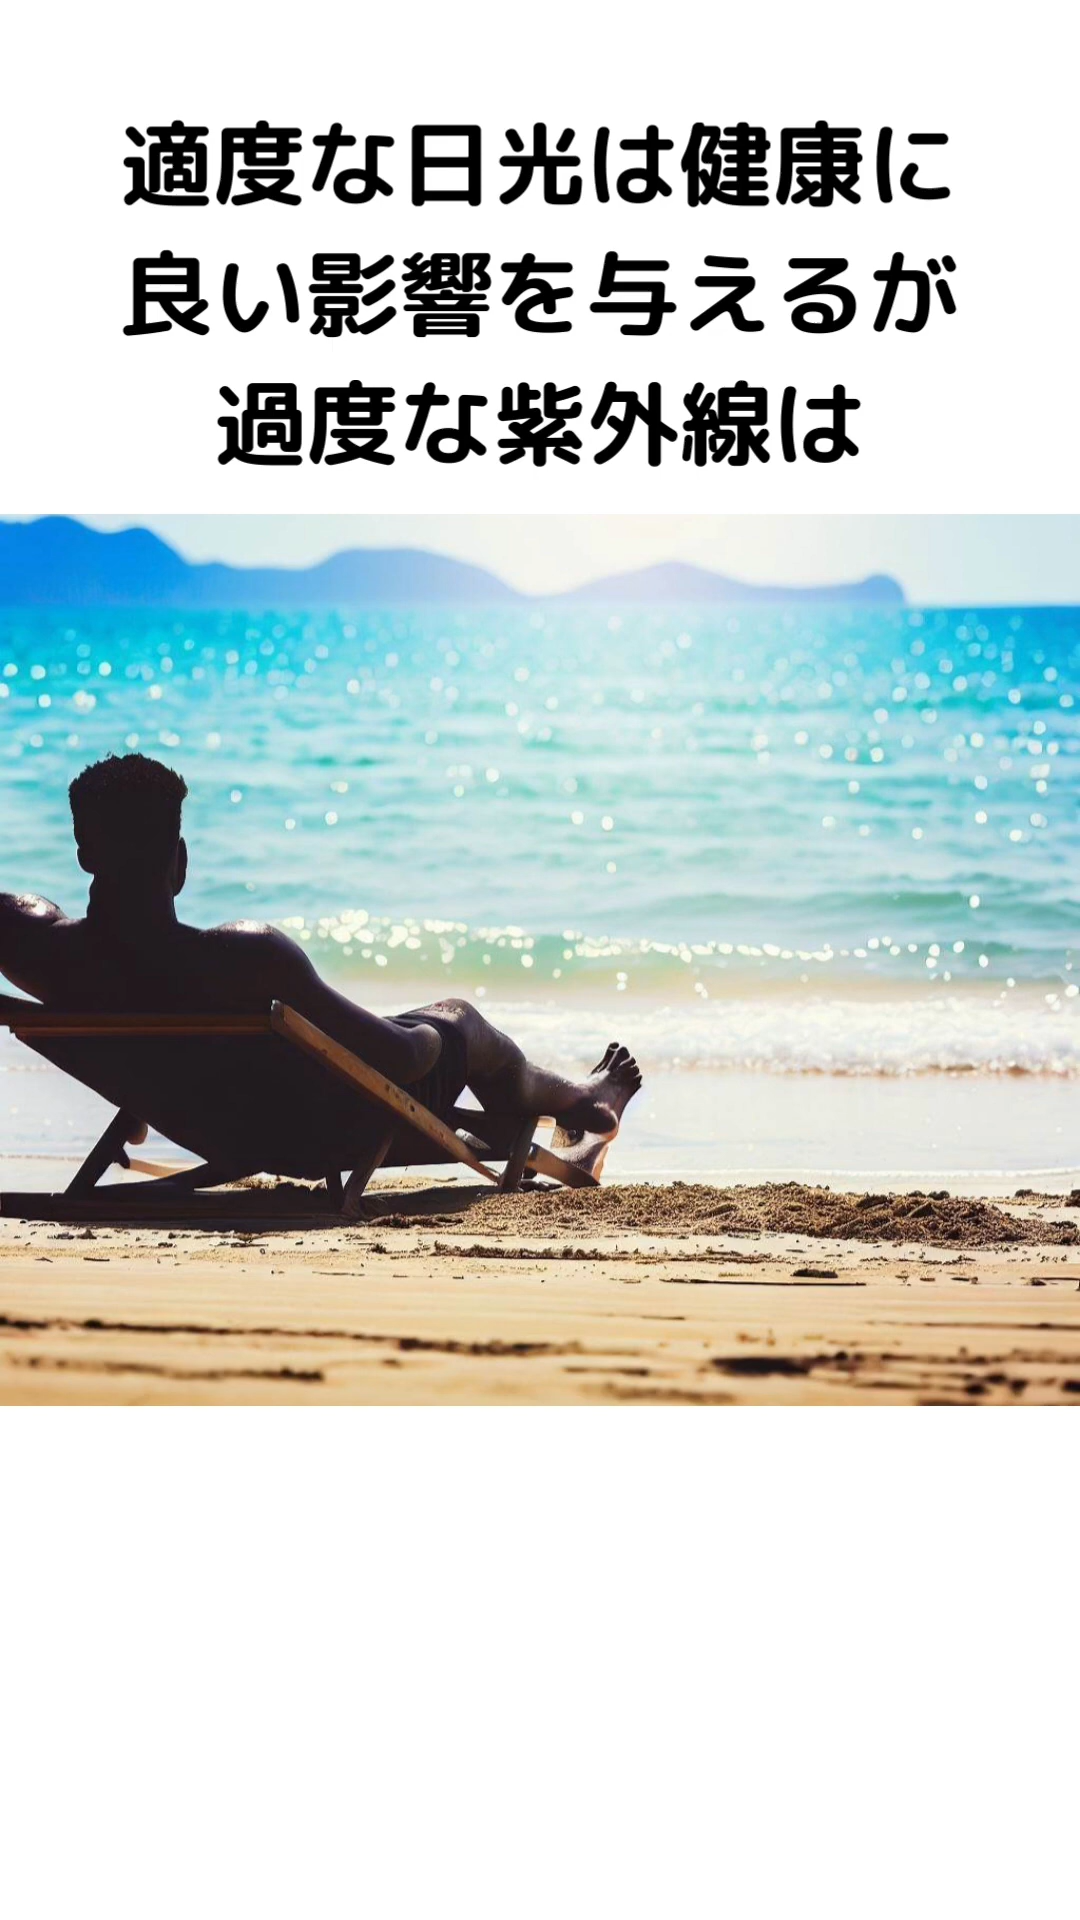 適度な日光は健康に
良い影響を与えるが
過度な紫外線は